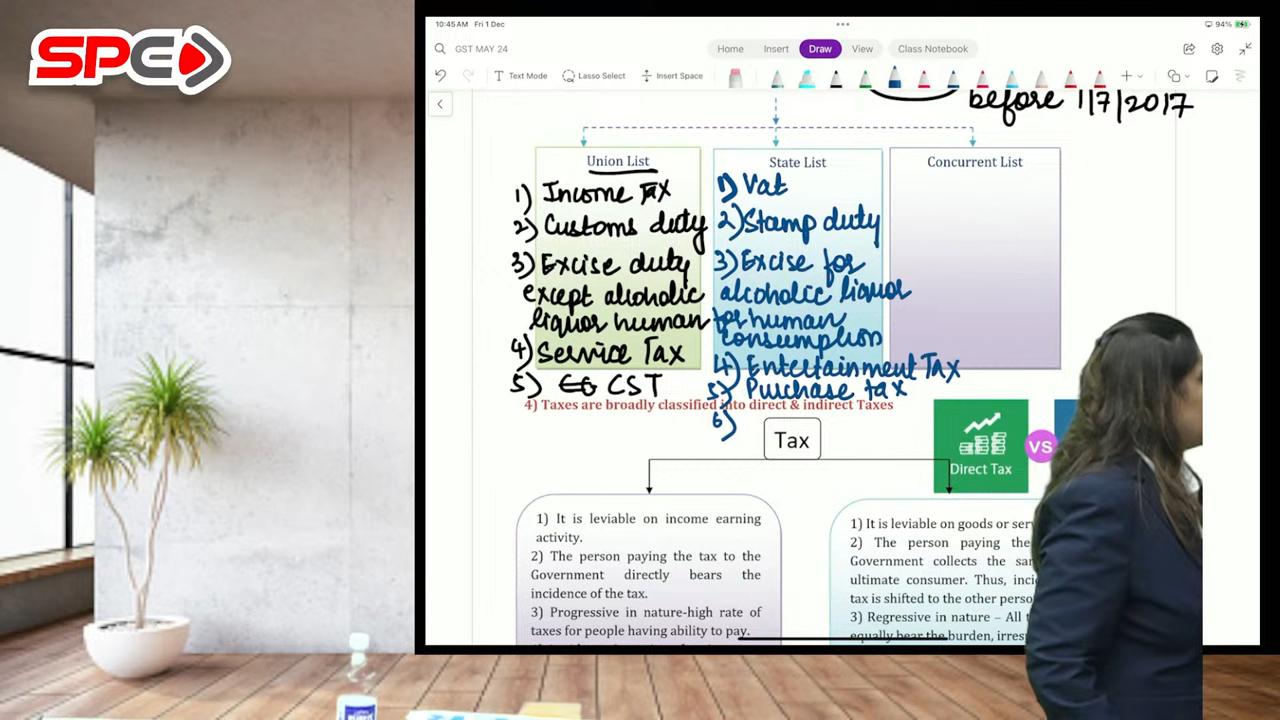 SPED
10:45 AM Fri 1 Dec
94%
GST MAY 24
Home Insert Draw View Class Notebook
Text Mode Lasso Select Insert Space
before 1/7/2017
Union List
1) Income Tax
2) Customs duty
3) Excise duty
except alcoholic
liquor human
4) Service Tax
5) CST
State List
1) Vat
2) Stamp duty
3) Excise for
alcoholic liquor
for human
consumption
4) Entertainment Tax
5) Purchase tax
6)
Concurrent List
4) Taxes are broadly classified into direct & indirect Taxes
Tax
Direct Tax
VS
1) It is leviable on income earning
activity.
2) The person paying the tax to the
Government directly bears the
incidence of the tax.
3) Progressive in nature-high rate of
taxes for people having ability to pay.
1) It is leviable on goods or ser
2) The person paying the
Government collects the sa
ultimate consumer. Thus, inci
tax is shifted to the other perso
3) Regressive in nature – All
equally bear the burden, irres